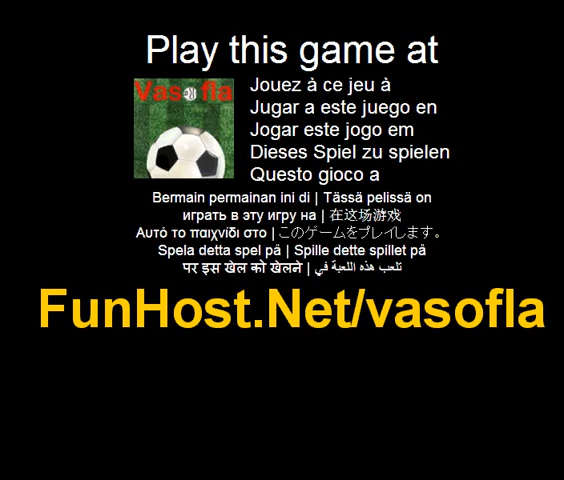 Play this game at
Vasofla
Jouez à ce jeu à
Jugar a este juego en
Jogar este jogo em
Dieses Spiel zu spielen
Questo gioco a
Bermain permainan ini di | Tässä pelissä on
играть в эту игру на | 在这场游戏
Αυτό το παιχνίδι στο | このゲームをプレイします。
Spela detta spel på | Spille dette spillet på
पर इस खेल को खेलने | تلعب هذه اللعبة في
FunHost.Net/vasofla